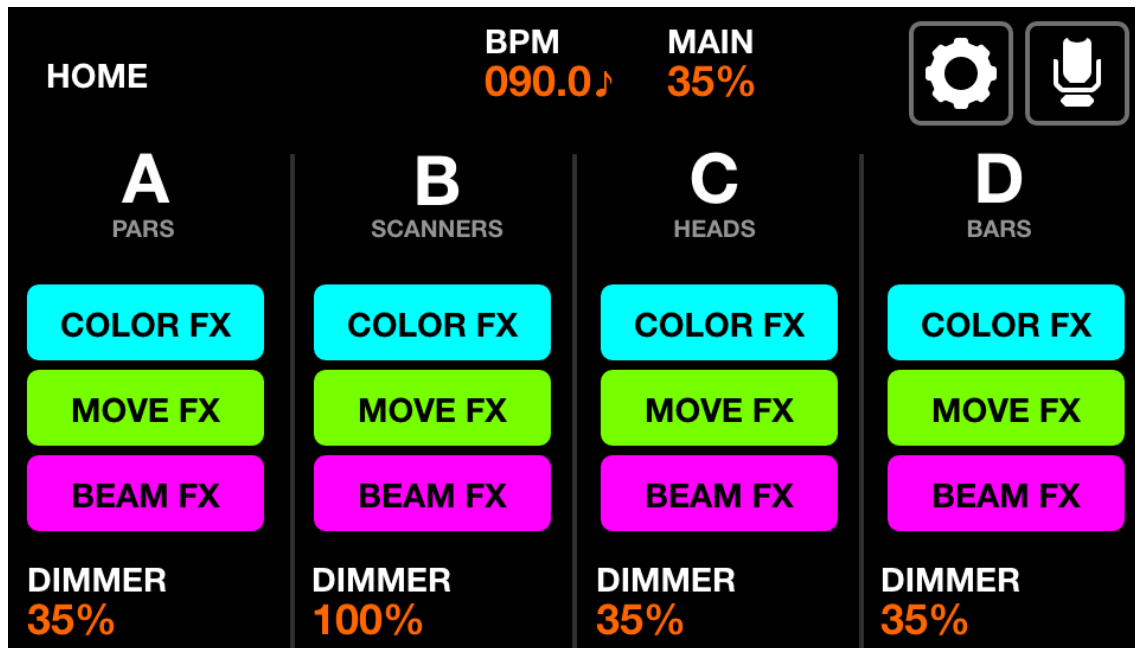 HOME
BPM
090.0♪
MAIN
35%
A
PARS
COLOR FX
MOVE FX
BEAM FX
DIMMER
35%
B
SCANNERS
COLOR FX
MOVE FX
BEAM FX
DIMMER
100%
C
HEADS
COLOR FX
MOVE FX
BEAM FX
DIMMER
35%
D
BARS
COLOR FX
MOVE FX
BEAM FX
DIMMER
35%